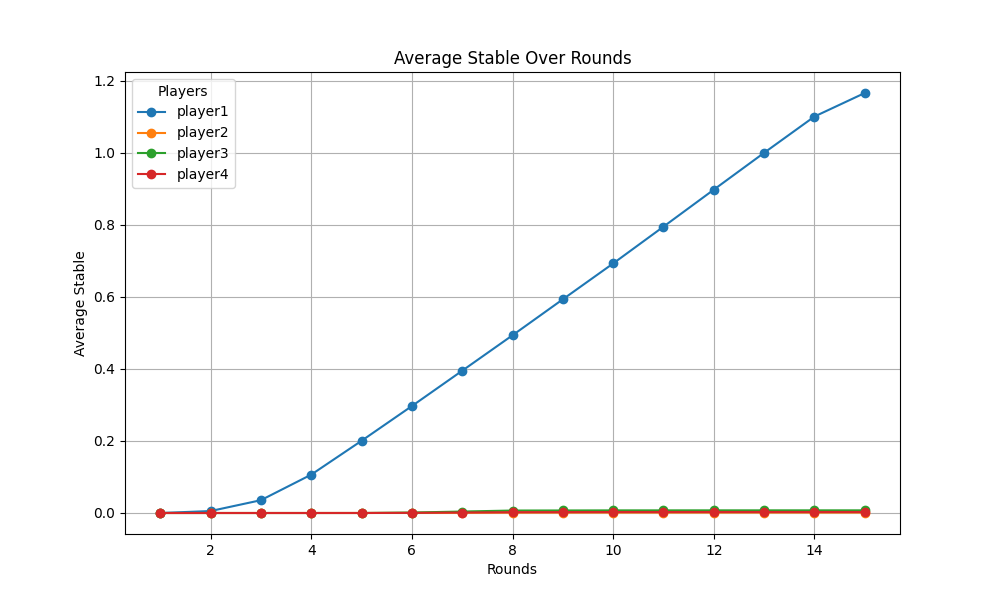 Average Stable Over Rounds
Average Stable
1.2
1.0
0.8
0.6
0.4
0.2
0.0
Players
player1
player2
player3
player4
2 4 6 8 10 12 14
Rounds